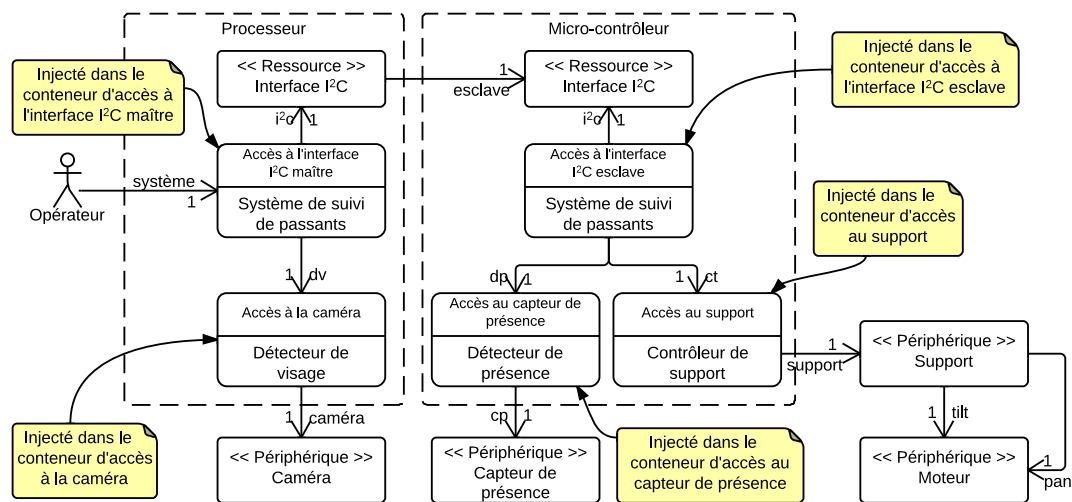 Processeur
Micro-contrôleur
Injecté dans le
conteneur d'accès à
l'interface I²C maître
<< Ressource >>
Interface I²C
1
esclave
<< Ressource >>
Interface I²C
Injecté dans le
conteneur d'accès à
l'interface I²C esclave
i²c
1
i²c
1
Opérateur
système
1
Accès à l'interface
I²C maître
Système de suivi
de passants
Accès à l'interface
I²C esclave
Système de suivi
de passants
Injecté dans le
conteneur d'accès
au support
1
dv
dp
1
1
ct
Accès à la caméra
Détecteur de
visage
Accès au capteur de
présence
Détecteur de
présence
Accès au support
Contrôleur de
support
1
support
<< Périphérique >>
Support
1
caméra
cp
1
1
tilt
Injecté dans le
conteneur d'accès
à la caméra
<< Périphérique >>
Caméra
<< Périphérique >>
Capteur de
présence
Injecté dans le
conteneur d'accès au
capteur de présence
<< Périphérique >>
Moteur
1
pan